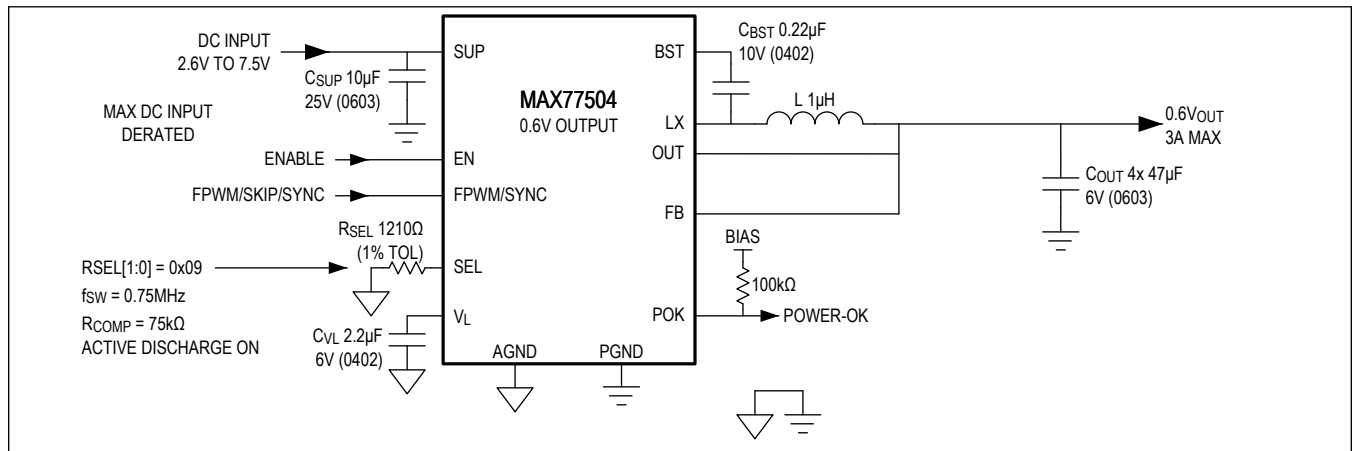 DC INPUT
2.6V TO 7.5V
CSUP 10µF
25V (0603)
MAX DC INPUT
DERATED
ENABLE
FPWM/SKIP/SYNC
RSEL 1210Ω
(1% TOL)
RSEL[1:0] = 0x09
fSW = 0.75MHz
RCOMP = 75kΩ
ACTIVE DISCHARGE ON
CVL 2.2µF
6V (0402)
SUP
BST
MAX77504
0.6V OUTPUT
LX
OUT
EN
FPWM/SYNC
FB
SEL
VL
POK
AGND
PGND
CBST 0.22µF
10V (0402)
L 1µH
0.6VOUT
3A MAX
COUT 4x 47µF
6V (0603)
BIAS
100kΩ
POWER-OK